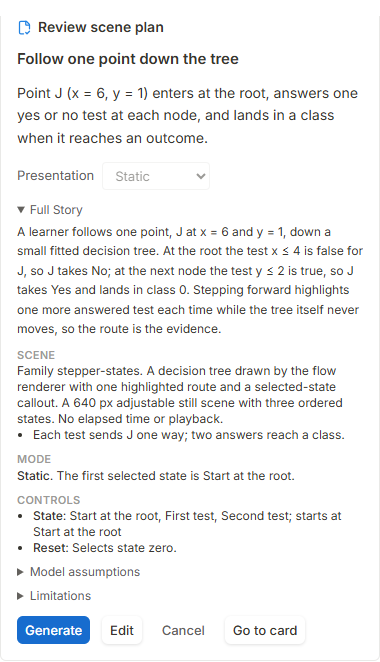 Review scene plan
Follow one point down the tree
Point J (x = 6, y = 1) enters at the root, answers one
yes or no test at each node, and lands in a class
when it reaches an outcome.
Presentation Static
Full Story
A learner follows one point, J at x = 6 and y = 1, down a
small fitted decision tree. At the root the test x ≤ 4 is false for
J, so J takes No; at the next node the test y ≤ 2 is true, so J
takes Yes and lands in class 0. Stepping forward highlights
one more answered test each time while the tree itself never
moves, so the route is the evidence.
SCENE
Family stepper-states. A decision tree drawn by the flow
renderer with one highlighted route and a selected-state
callout. A 640 px adjustable still scene with three ordered
states. No elapsed time or playback.
• Each test sends J one way; two answers reach a class.
MODE
Static. The first selected state is Start at the root.
CONTROLS
• State: Start at the root, First test, Second test; starts at
Start at the root
• Reset: Selects state zero.
Model assumptions
Limitations
Generate Edit Cancel Go to card